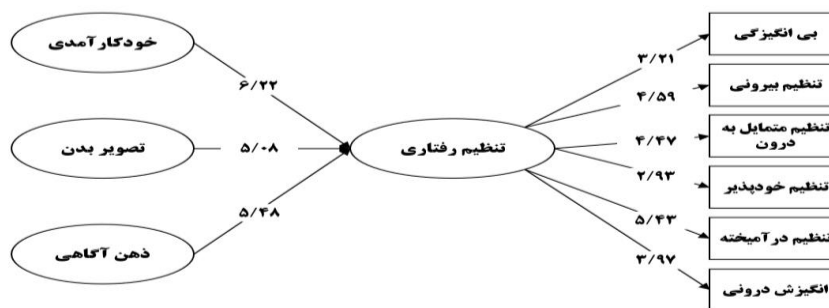 خودکارآمدی
۶/۲۲
تصویر بدن
۵/۰۸
ذهن آگاهی
۵/۴۸
تنظیم رفتاری
۳/۲۱
بی انگیزگی
۴/۵۹
تنظیم بیرونی
۴/۴۷
تنظیم متمایل به
درون
۲/۹۳
تنظیم خودپذیر
۵/۴۳
تنظیم درآمیخته
۳/۹۷
انگیزش درونی